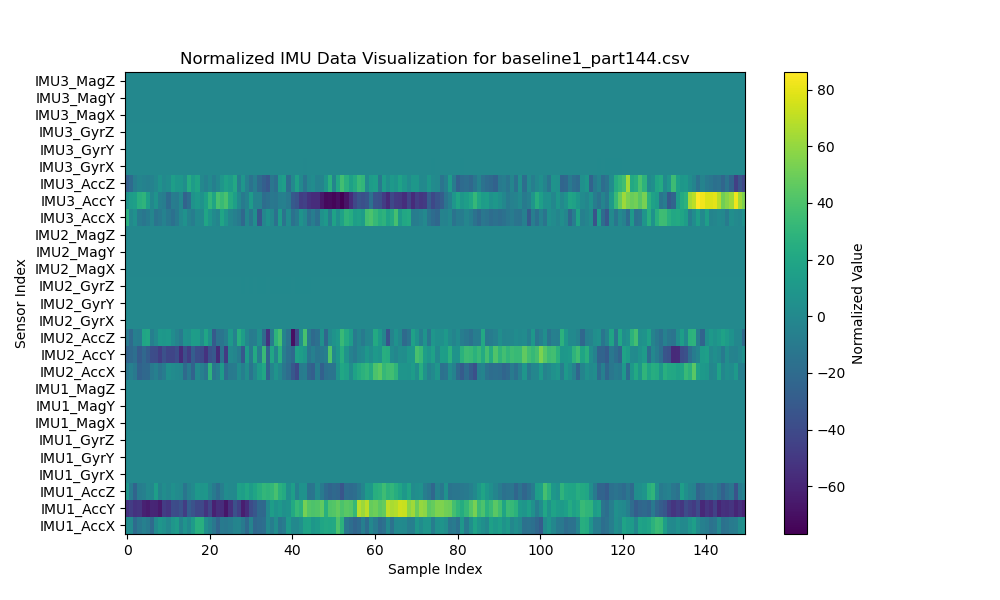 Normalized IMU Data Visualization for baseline1_part144.csv
IMU3_MagZ
IMU3_MagY
IMU3_MagX
IMU3_GyrZ
IMU3_GyrY
IMU3_GyrX
IMU3_AccZ
IMU3_AccY
IMU3_AccX
IMU2_MagZ
IMU2_MagY
IMU2_MagX
IMU2_GyrZ
IMU2_GyrY
IMU2_GyrX
IMU2_AccZ
IMU2_AccY
IMU2_AccX
IMU1_MagZ
IMU1_MagY
IMU1_MagX
IMU1_GyrZ
IMU1_GyrY
IMU1_GyrX
IMU1_AccZ
IMU1_AccY
IMU1_AccX
Sensor Index
0 20 40 60 80 100 120 140
Sample Index
80
60
40
20
0
−20
−40
−60
Normalized Value